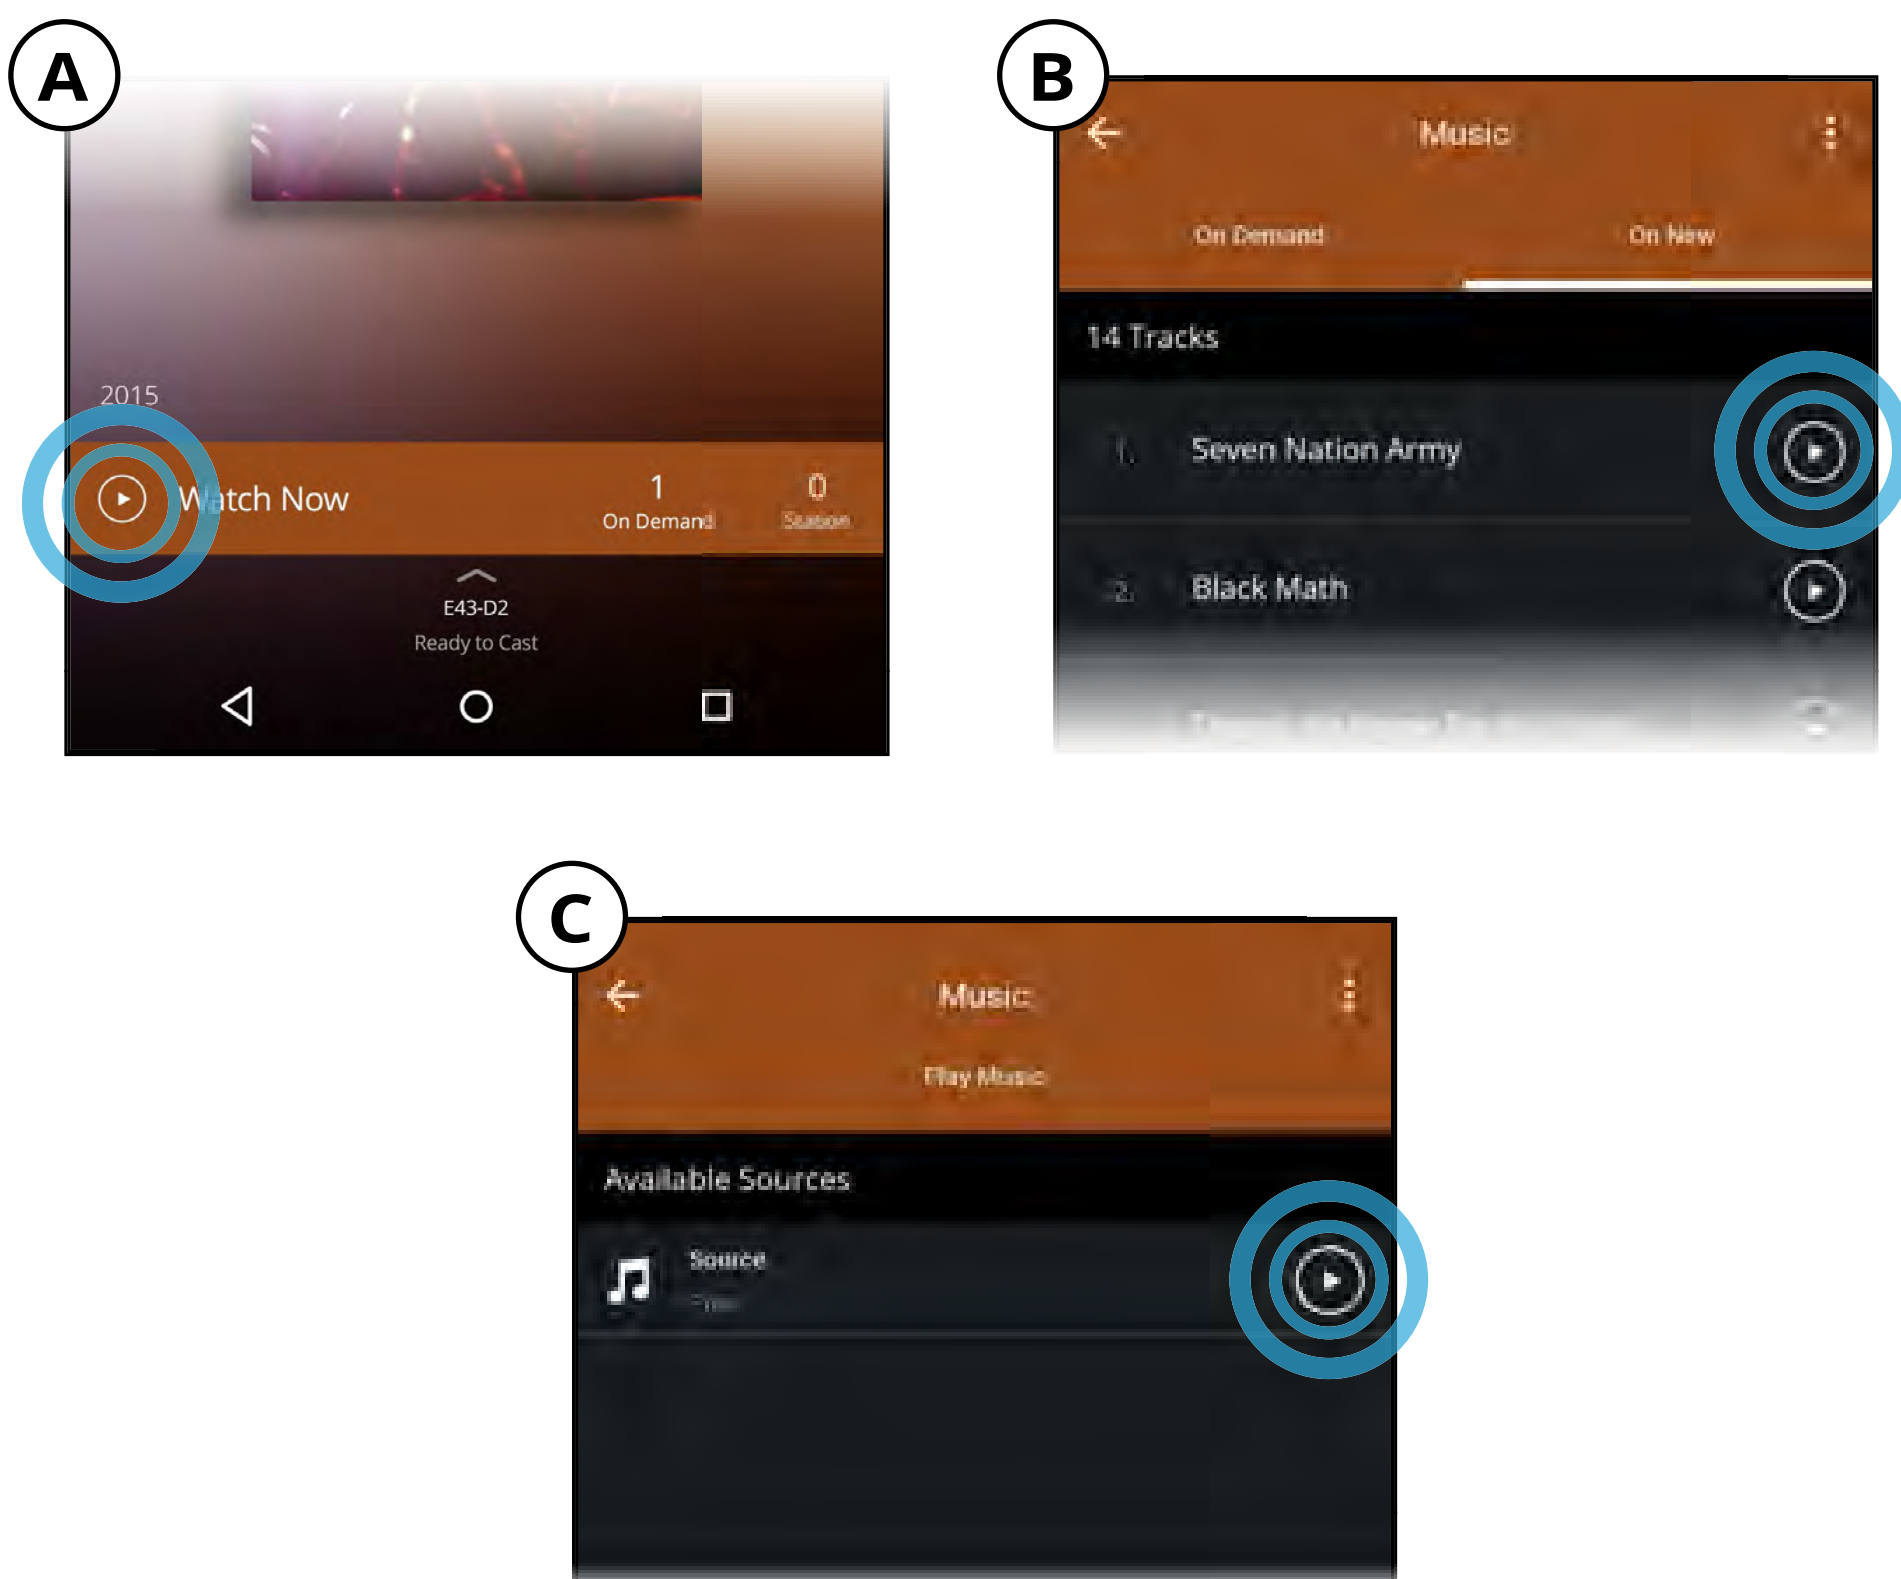 A
2015
Watch Now
1
On Demand
0
Station
E43-D2
Ready to Cast
B
Music
On Demand
On Now
14 Tracks
1. Seven Nation Army
2. Black Math
C
Music
Play Music
Available Sources
Source